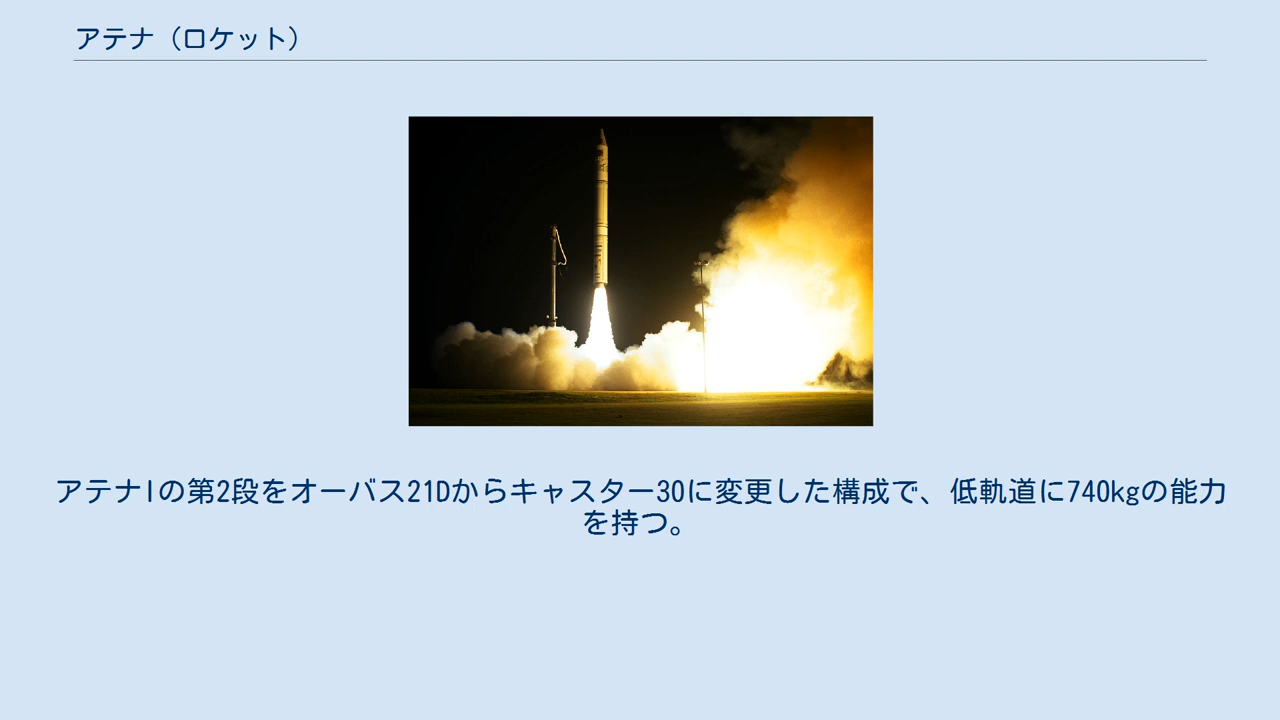 アテナ（ロケット）
アテナIの第2段をオーバス21Dからキャスター30に変更した構成で、低軌道に740kgの能力
を持つ。